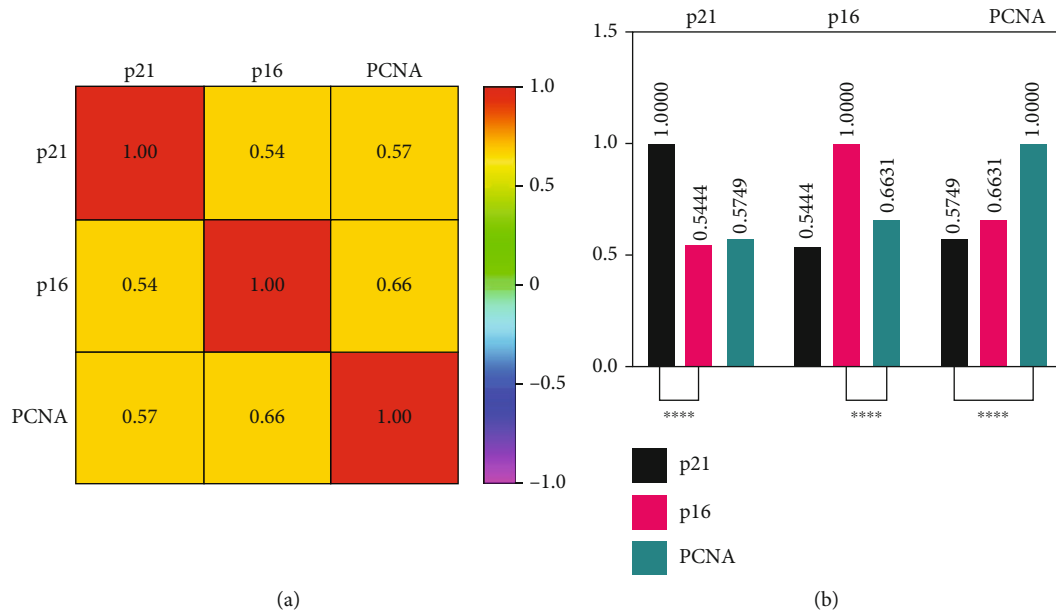 p21 p16 PCNA
p21 1.00 0.54 0.57
p16 0.54 1.00 0.66
PCNA 0.57 0.66 1.00
1.0
0.5
0
−0.5
−1.0
(a)
p21 p16 PCNA
1.5
1.0
0.5
0.0
1.0000 0.5444 0.5749
0.5444 1.0000 0.6631
0.5749 0.6631 1.0000
**** **** ****
p21
p16
PCNA
(b)